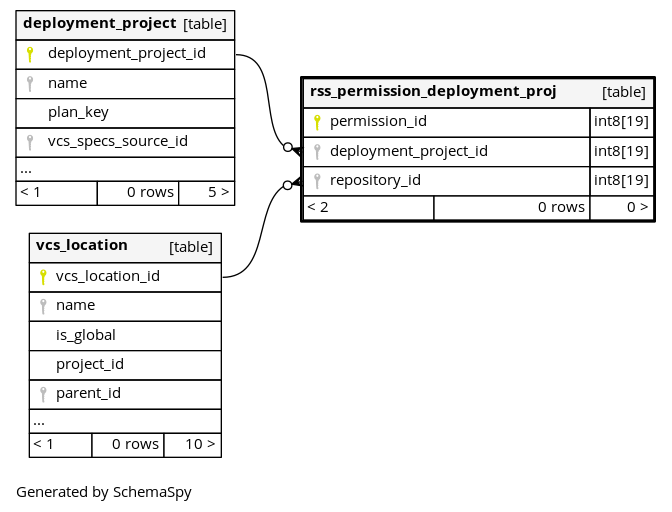 deployment_project [table]
deployment_project_id
name
plan_key
vcs_specs_source_id
...
< 1 0 rows 5 >
rss_permission_deployment_proj [table]
permission_id int8[19]
deployment_project_id int8[19]
repository_id int8[19]
< 2 0 rows 0 >
vcs_location [table]
vcs_location_id
name
is_global
project_id
parent_id
...
< 1 0 rows 10 >
Generated by SchemaSpy